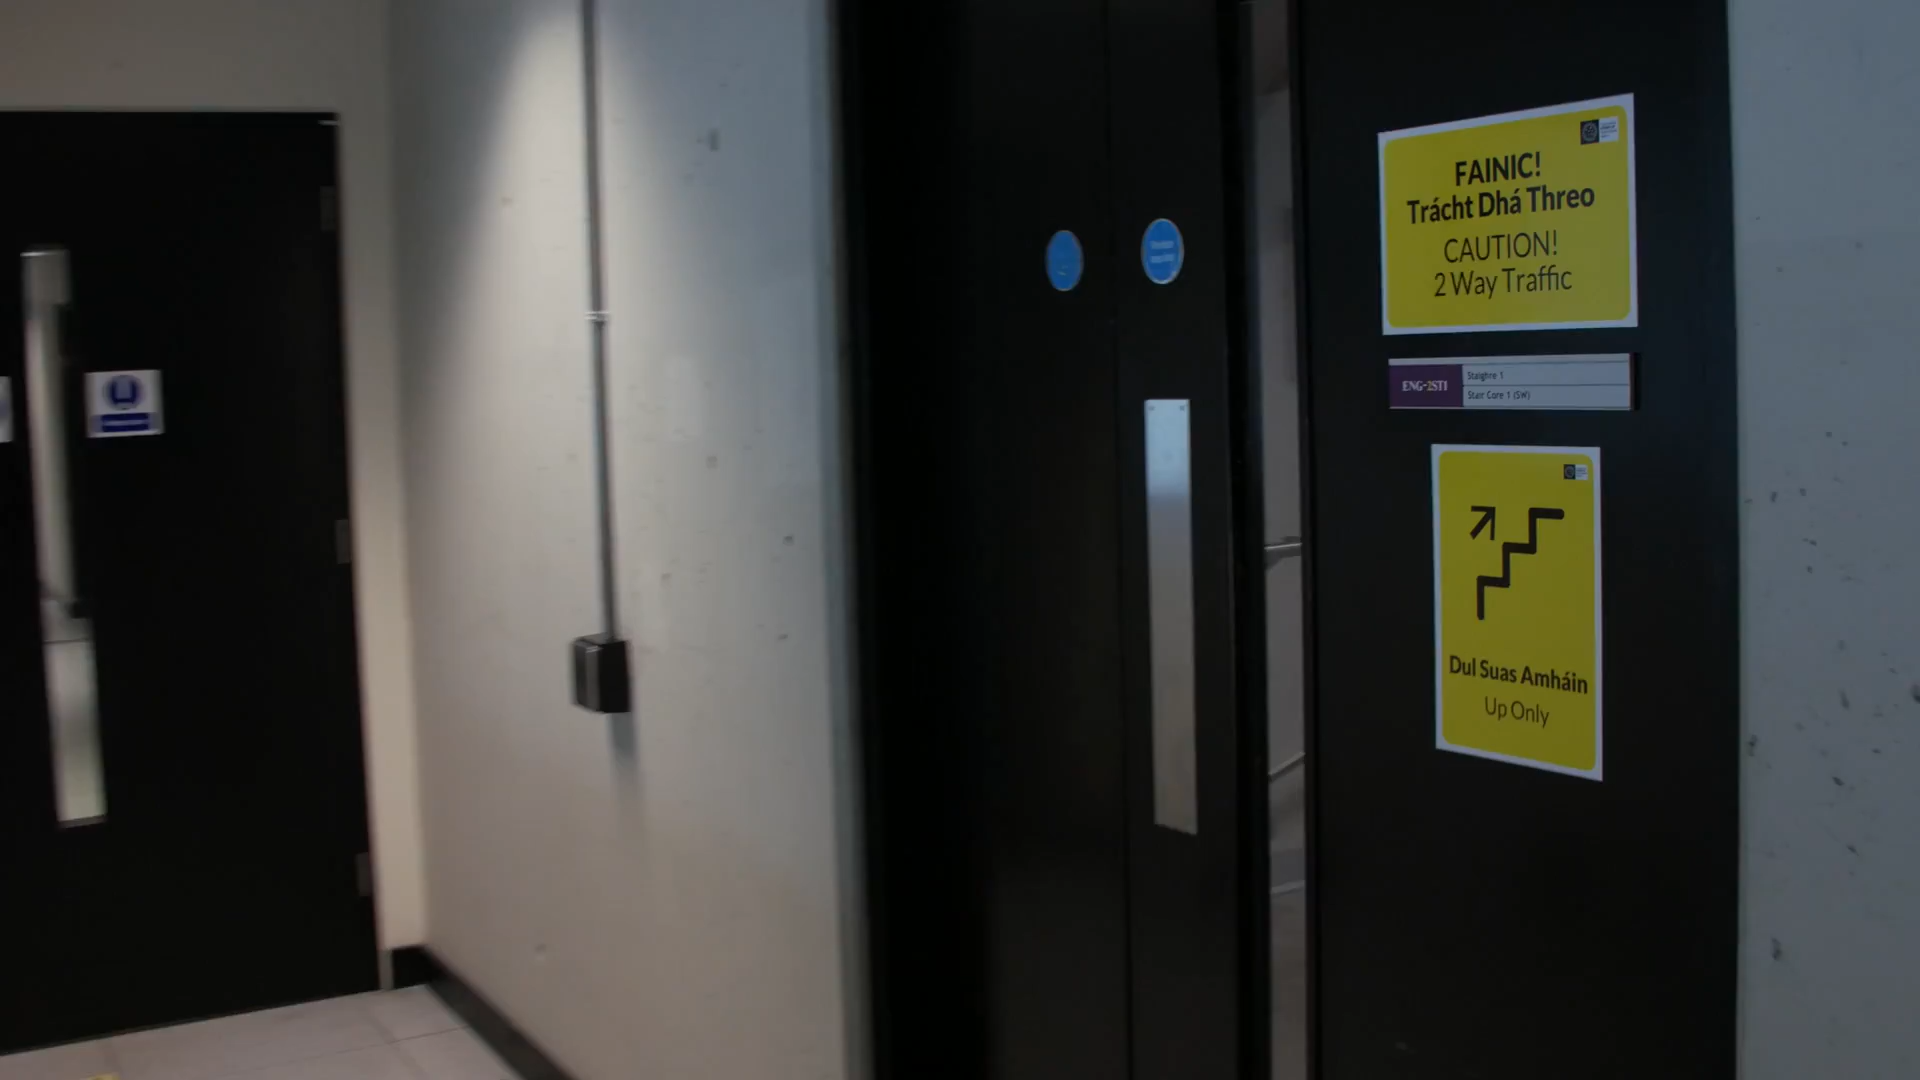 FAINIC!
Trácht Dhá Threo
CAUTION!
2 Way Traffic
ENG-2ST1
Staighre 1
Stair Core 1 (SW)
Dul Suas Amháin
Up Only